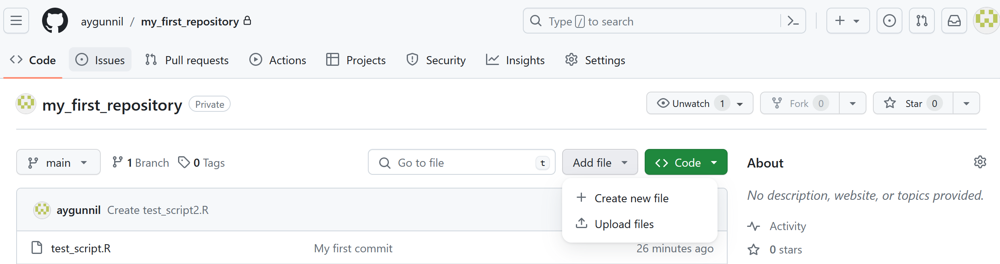 aygunnil / my_first_repository
Type / to search
Code Issues Pull requests Actions Projects Security Insights Settings
my_first_repository Private
Unwatch 1 Fork 0 Star 0
main 1 Branch 0 Tags Go to file t Add file Code About
Create new file
Upload files
No description, website, or topics provided.
aygunnil Create test_script2.R
Activity
test_script.R My first commit 26 minutes ago
0 stars